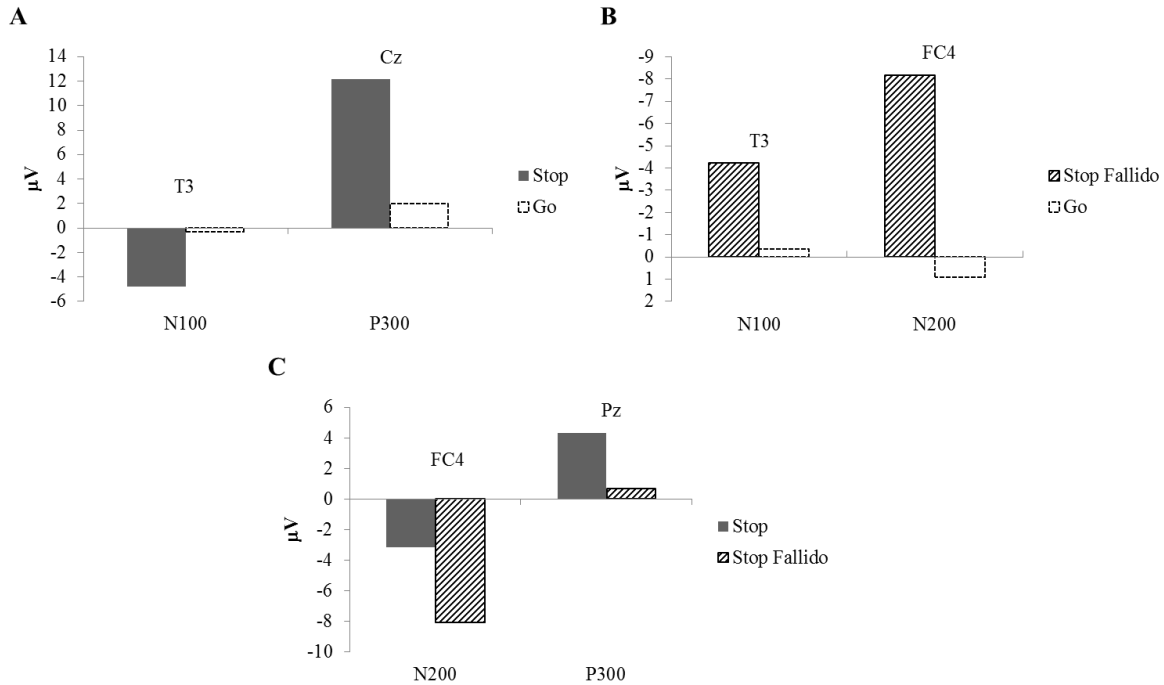 A
14
12
10
8
6
4
2
0
-2
-4
-6
µV
T3
Cz
N100
P300
Stop
Go
B
-9
-8
-7
-6
-5
-4
-3
-2
-1
0
1
2
µV
T3
FC4
N100
N200
Stop Fallido
Go
C
6
4
2
0
-2
-4
-6
-8
-10
µV
FC4
Pz
N200
P300
Stop
Stop Fallido